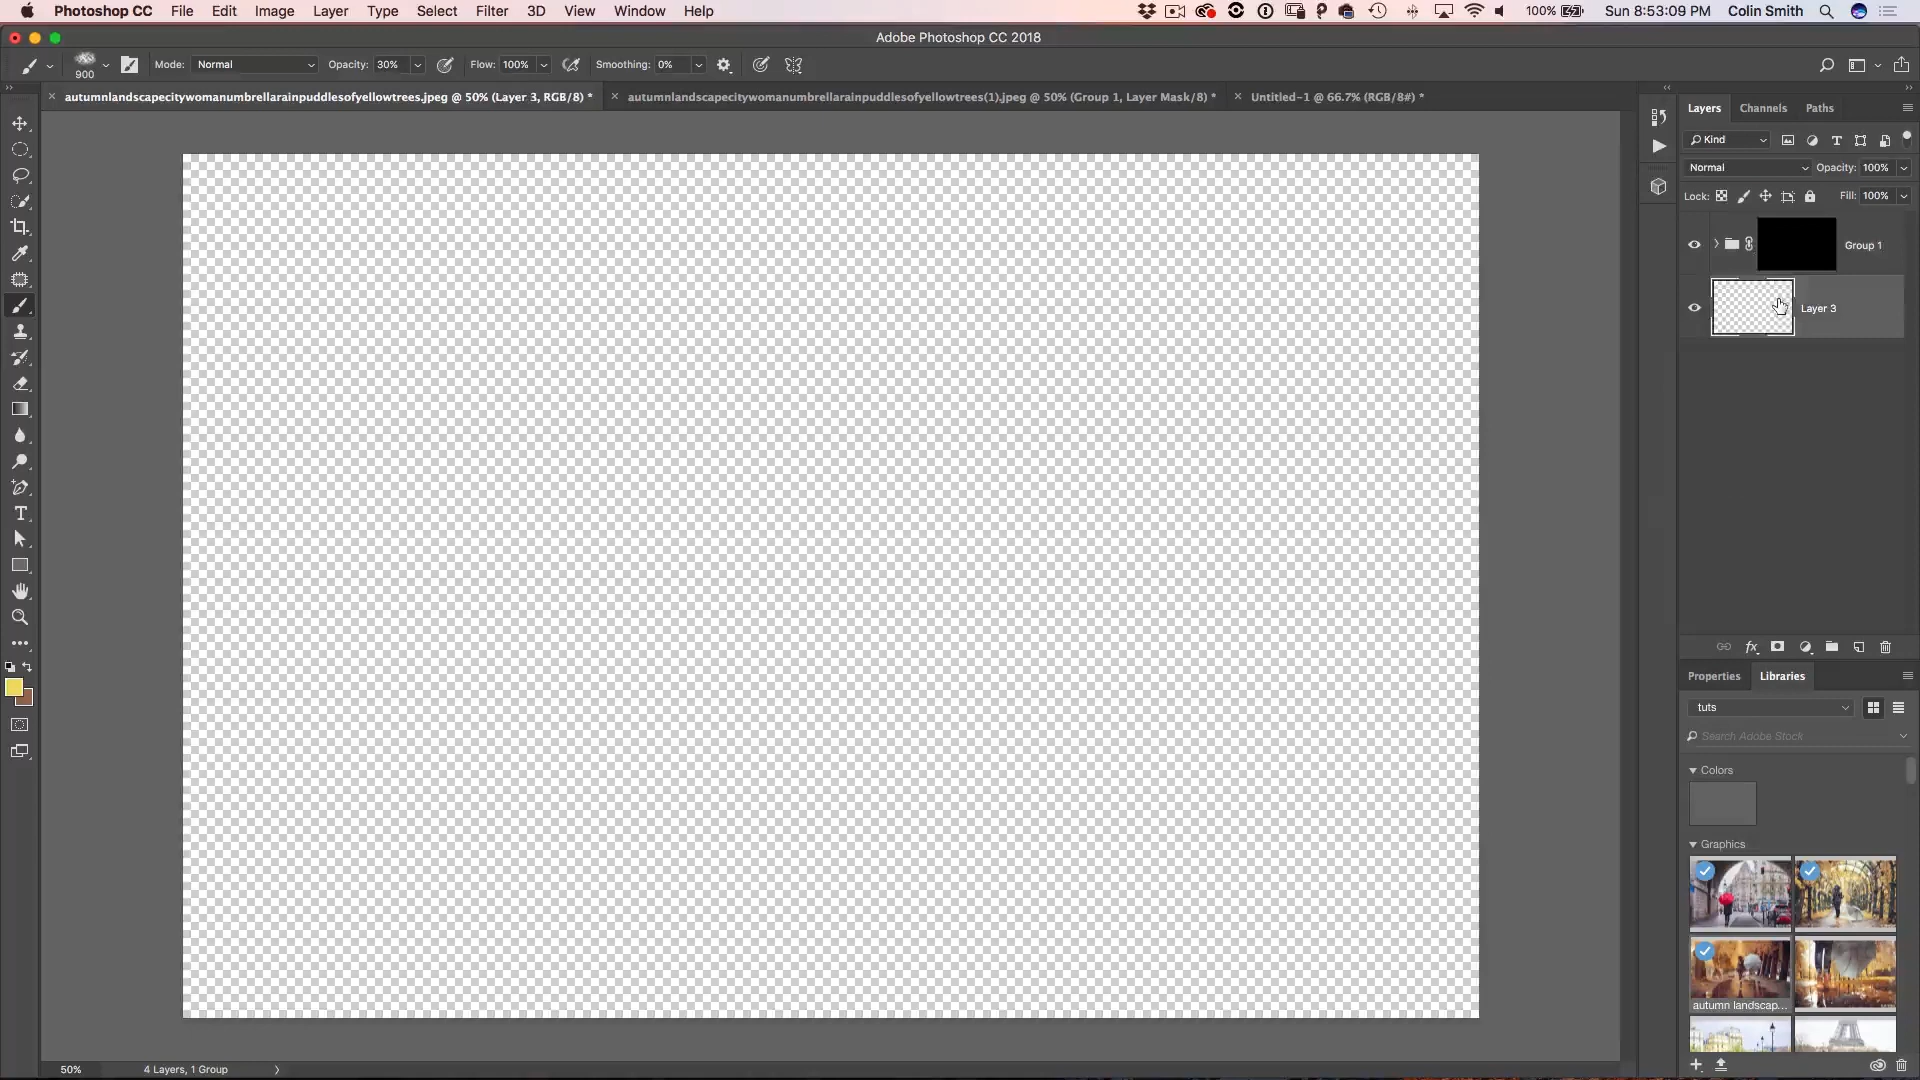 Photoshop CC File Edit Image Layer Type Select Filter 3D View Window Help 100% Sun 8:53:09 PM Colin Smith
Adobe Photoshop CC 2018
900 Mode: Normal Opacity: 30% Flow: 100% Smoothing: 0%
autumnlandscapecitywomanumbrellarainpuddlesofyellowtrees.jpeg @ 50% (Layer 3, RGB/8) * autumnlandscapecitywomanumbrellarainpuddlesofyellowtrees(1).jpeg @ 50% (Group 1, Layer Mask/8) * Untitled-1 @ 66.7% (RGB/8#) *
Layers Channels Paths
Kind
Normal Opacity: 100%
Lock: Fill: 100%
Group 1
Layer 3
fx
Properties Libraries
tuts
Search Adobe Stock
Colors
Graphics
autumn landscap...
50% 4 Layers, 1 Group